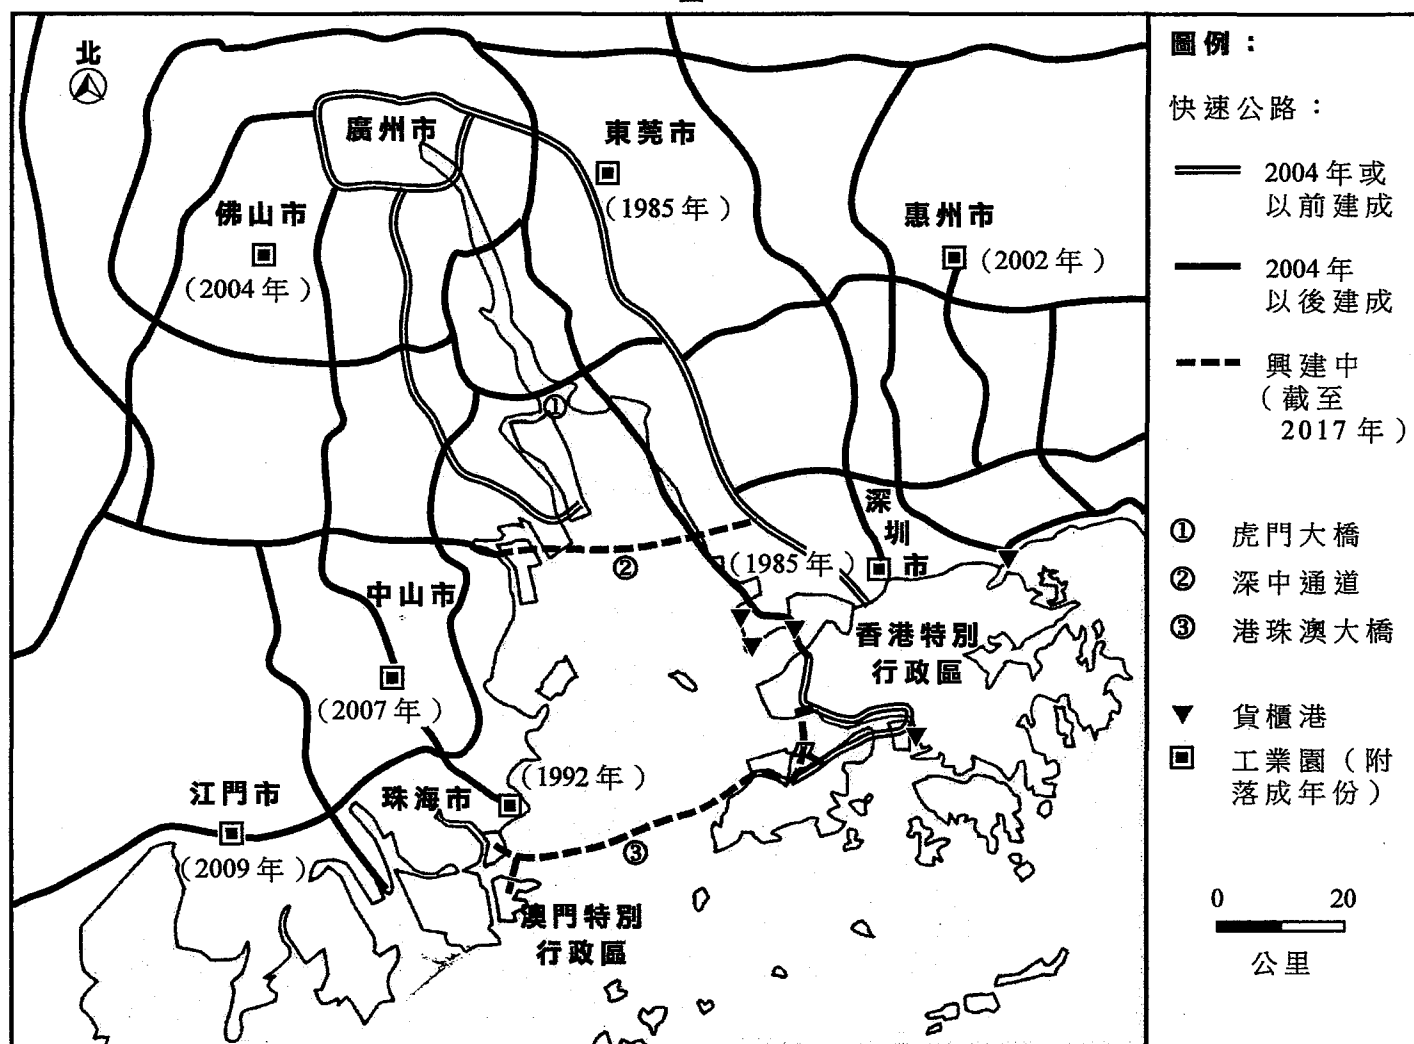 北
廣州市
東莞市
(1985年)
佛山市
(2004年)
惠州市
(2002年)
①
深
圳
市
(1985年)
②
中山市
(2007年)
香港特別
行政區
(1992年)
珠海市
江門市
(2009年)
③
澳門特別
行政區
圖例：
快速公路：
2004年或
以前建成
2004年
以後建成
興建中
(截至
2017年)
① 虎門大橋
② 深中通道
③ 港珠澳大橋
貨櫃港
工業園(附
落成年份)
0 20
公里